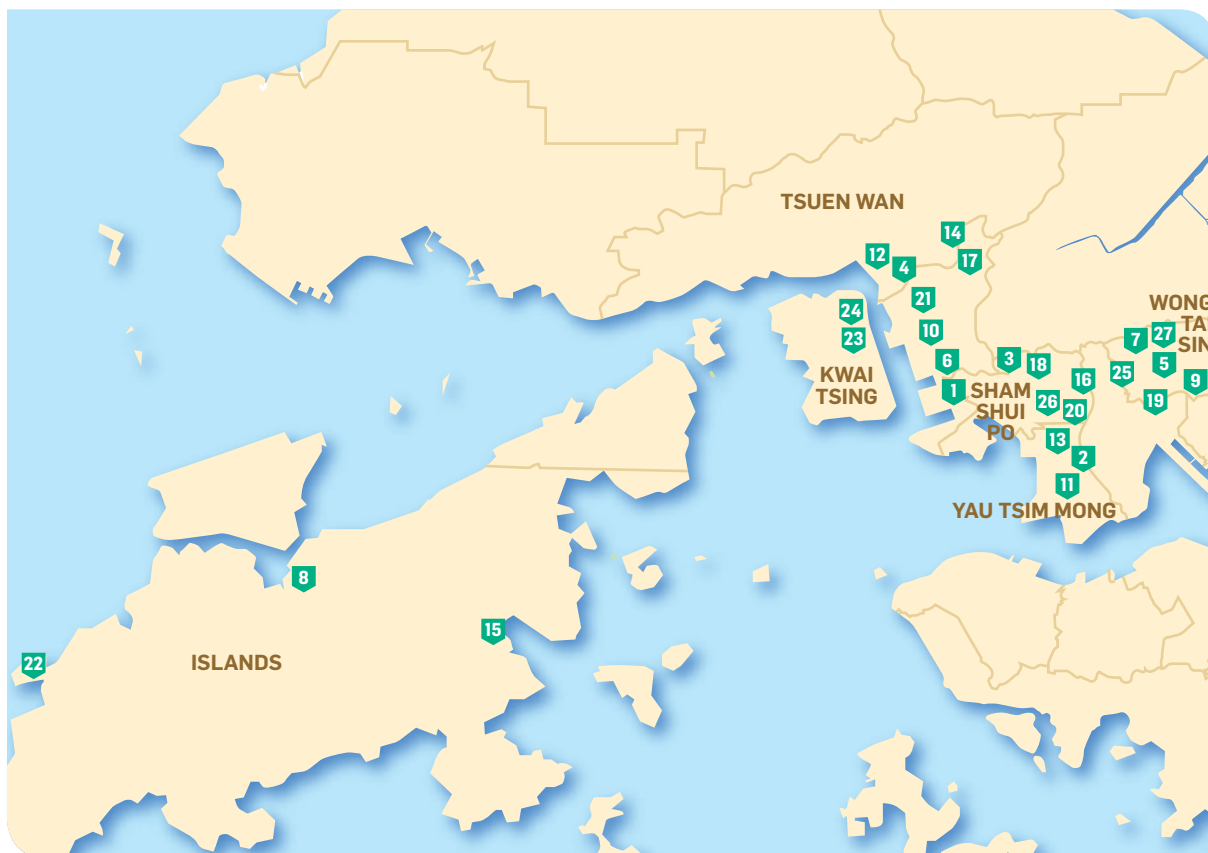 TSUEN WAN
14
12
17
4
21
24
10
23
KWAI
TSING
6
1
3
18
SHAM
SHUI
PO
26
20
16
13
2
11
YAU TSIM MONG
WONG
TA
SIN
7
27
25
5
9
19
8
15
22
ISLANDS